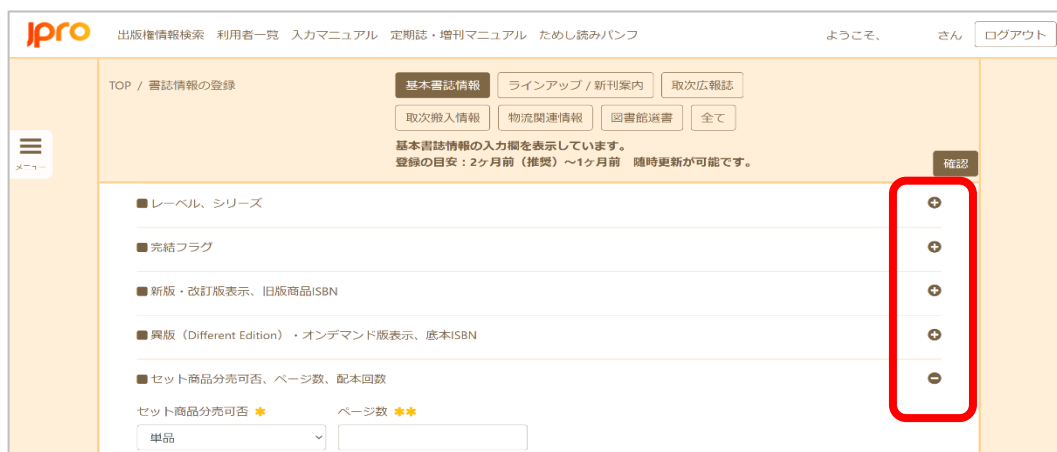 jpro 出版権情報検索 利用者一覧 入力マニュアル 定期誌・増刊マニュアル ためし読みパンフ ようこそ、 さん ログアウト
TOP / 書誌情報の登録 基本書誌情報 ラインアップ / 新刊案内 取次広報誌
取次搬入情報 物流関連情報 図書館選書 全て
基本書誌情報の入力欄を表示しています。
メニュー 登録の目安：2ヶ月前（推奨）～1ヶ月前 随時更新が可能です。 確認
■レーベル、シリーズ
■完結フラグ
■新版・改訂版表示、旧版商品ISBN
■異版（Different Edition）・オンデマンド版表示、底本ISBN
■セット商品分売可否、ページ数、配本回数
セット商品分売可否 ＊ ページ数 ＊＊
単品